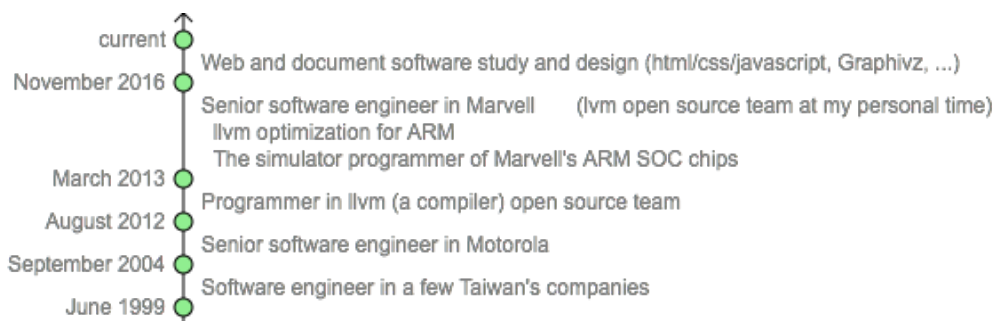 current
Web and document software study and design (html/css/javascript, Graphivz, ...)
November 2016
Senior software engineer in Marvell (lvm open source team at my personal time)
llvm optimization for ARM
The simulator programmer of Marvell's ARM SOC chips
March 2013
Programmer in llvm (a compiler) open source team
August 2012
Senior software engineer in Motorola
September 2004
Software engineer in a few Taiwan's companies
June 1999